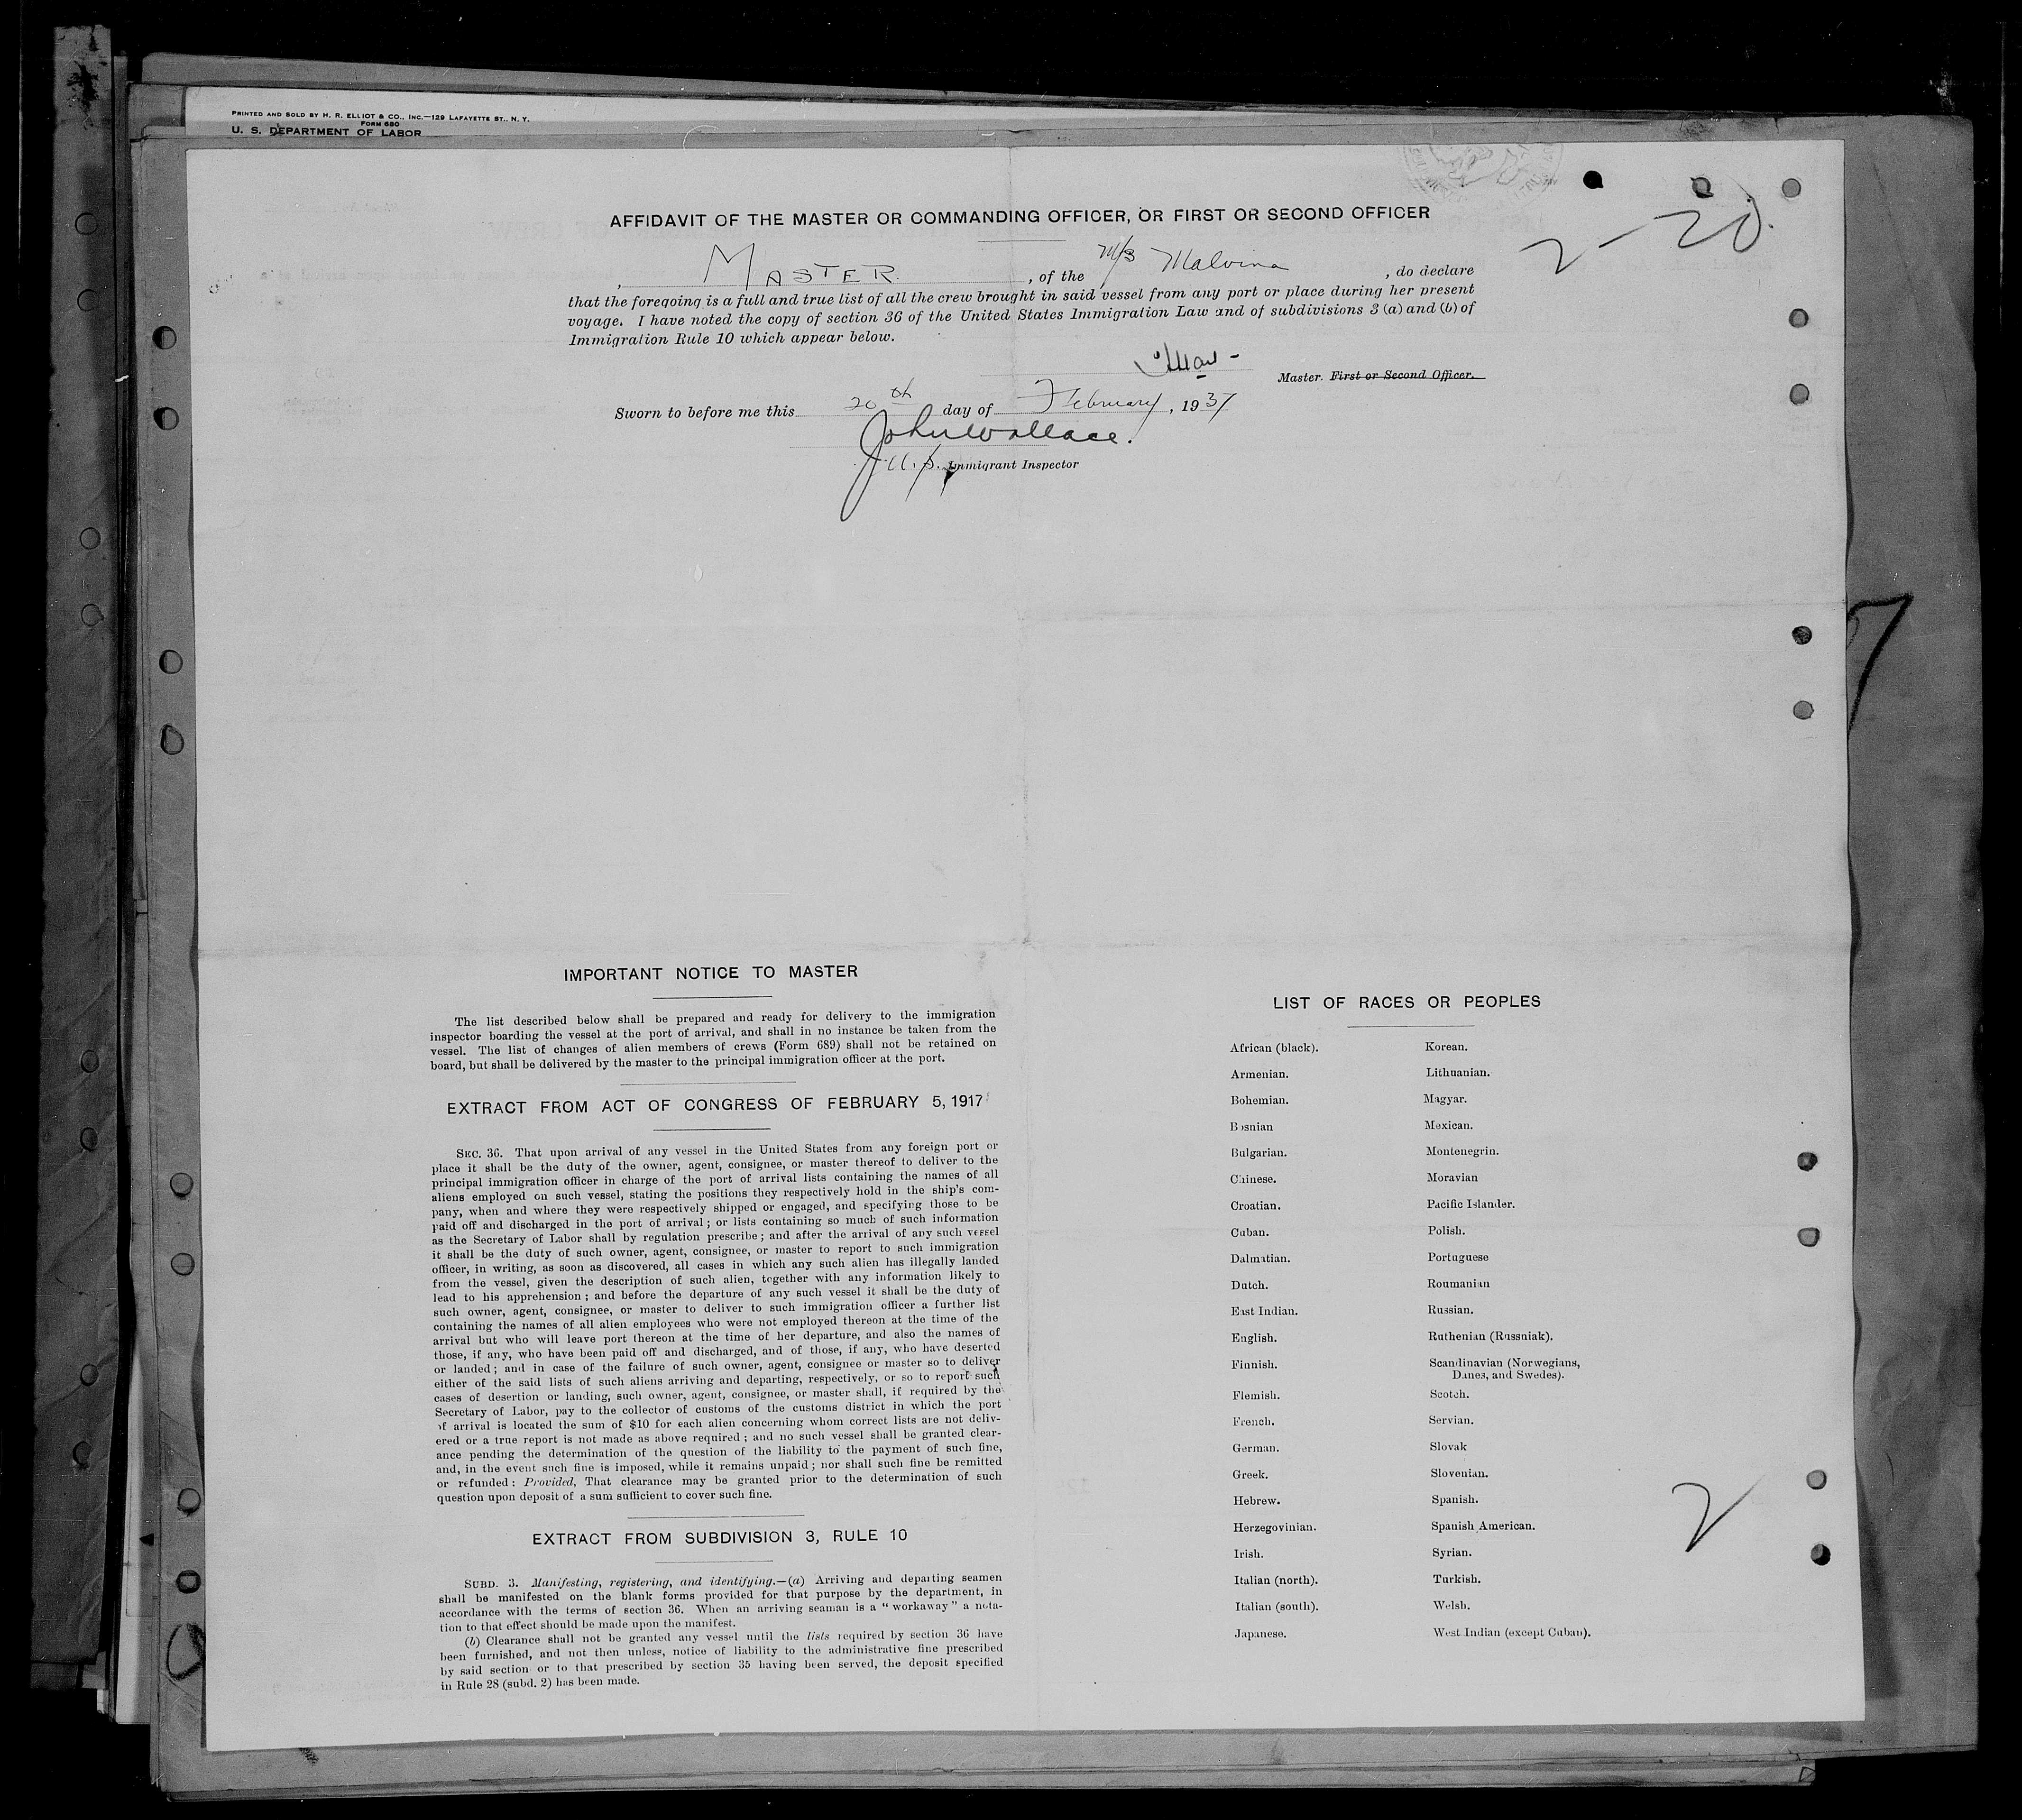 PRINTED AND SOLD BY H. R. ELLIOT & CO., INC.—129 LAFAYETTE ST., N. Y.
FORM 680
U. S. DEPARTMENT OF LABOR
AFFIDAVIT OF THE MASTER OR COMMANDING OFFICER, OR FIRST OR SECOND OFFICER
2 - 20.
, MASTER , of the M/S Malvina , do declare
that the foregoing is a full and true list of all the crew brought in said vessel from any port or place during her present
voyage. I have noted the copy of section 36 of the United States Immigration Law and of subdivisions 3 (a) and (b) of
Immigration Rule 10 which appear below.
Master. First or Second Officer.
Sworn to before me this 20th day of February, 1937
John Wallace.
U. S. Immigrant Inspector
7
IMPORTANT NOTICE TO MASTER
The list described below shall be prepared and ready for delivery to the immigration
inspector boarding the vessel at the port of arrival, and shall in no instance be taken from the
vessel. The list of changes of alien members of crews (Form 689) shall not be retained on
board, but shall be delivered by the master to the principal immigration officer at the port.
EXTRACT FROM ACT OF CONGRESS OF FEBRUARY 5, 1917
SEC. 36. That upon arrival of any vessel in the United States from any foreign port or
place it shall be the duty of the owner, agent, consignee, or master thereof to deliver to the
principal immigration officer in charge of the port of arrival lists containing the names of all
aliens employed on such vessel, stating the positions they respectively hold in the ship's com-
pany, when and where they were respectively shipped or engaged, and specifying those to be
paid off and discharged in the port of arrival; or lists containing so much of such information
as the Secretary of Labor shall by regulation prescribe; and after the arrival of any such vessel
it shall be the duty of such owner, agent, consignee, or master to report to such immigration
officer, in writing, as soon as discovered, all cases in which any such alien has illegally landed
from the vessel, given the description of such alien, together with any information likely to
lead to his apprehension; and before the departure of any such vessel it shall be the duty of
such owner, agent, consignee, or master to deliver to such immigration officer a further list
containing the names of all alien employees who were not employed thereon at the time of the
arrival but who will leave port thereon at the time of her departure, and also the names of
those, if any, who have been paid off and discharged, and of those, if any, who have deserted
or landed; and in case of the failure of such owner, agent, consignee or master so to deliver
either of the said lists of such aliens arriving and departing, respectively, or so to report such
cases of desertion or landing, such owner, agent, consignee, or master shall, if required by the
Secretary of Labor, pay to the collector of customs of the customs district in which the port
of arrival is located the sum of $10 for each alien concerning whom correct lists are not deliv-
ered or a true report is not made as above required; and no such vessel shall be granted clear-
ance pending the determination of the question of the liability to the payment of such fine,
and, in the event such fine is imposed, while it remains unpaid; nor shall such fine be remitted
or refunded: Provided, That clearance may be granted prior to the determination of such
question upon deposit of a sum sufficient to cover such fine.
EXTRACT FROM SUBDIVISION 3, RULE 10
SUBD. 3. Manifesting, registering, and identifying.—(a) Arriving and departing seamen
shall be manifested on the blank forms provided for that purpose by the department, in
accordance with the terms of section 36. When an arriving seaman is a "workaway" a nota-
tion to that effect should be made upon the manifest.
(b) Clearance shall not be granted any vessel until the lists required by section 36 have
been furnished, and not then unless, notice of liability to the administrative fine prescribed
by said section or to that prescribed by section 35 having been served, the deposit specified
in Rule 28 (subd. 2) has been made.
LIST OF RACES OR PEOPLES
African (black).
Armenian.
Bohemian.
Bosnian
Bulgarian.
Chinese.
Croatian.
Cuban.
Dalmatian.
Dutch.
East Indian.
English.
Finnish.
Flemish.
French.
German.
Greek.
Hebrew.
Herzegovinian.
Irish.
Italian (north).
Italian (south).
Japanese.
Korean.
Lithuanian.
Magyar.
Mexican.
Montenegrin.
Moravian
Pacific Islander.
Polish.
Portuguese
Roumanian
Russian.
Ruthenian (Russniak).
Scandinavian (Norwegians,
Danes, and Swedes).
Scotch.
Servian.
Slovak
Slovenian.
Spanish.
Spanish American.
Syrian.
Turkish.
Welsh.
West Indian (except Cuban).
2